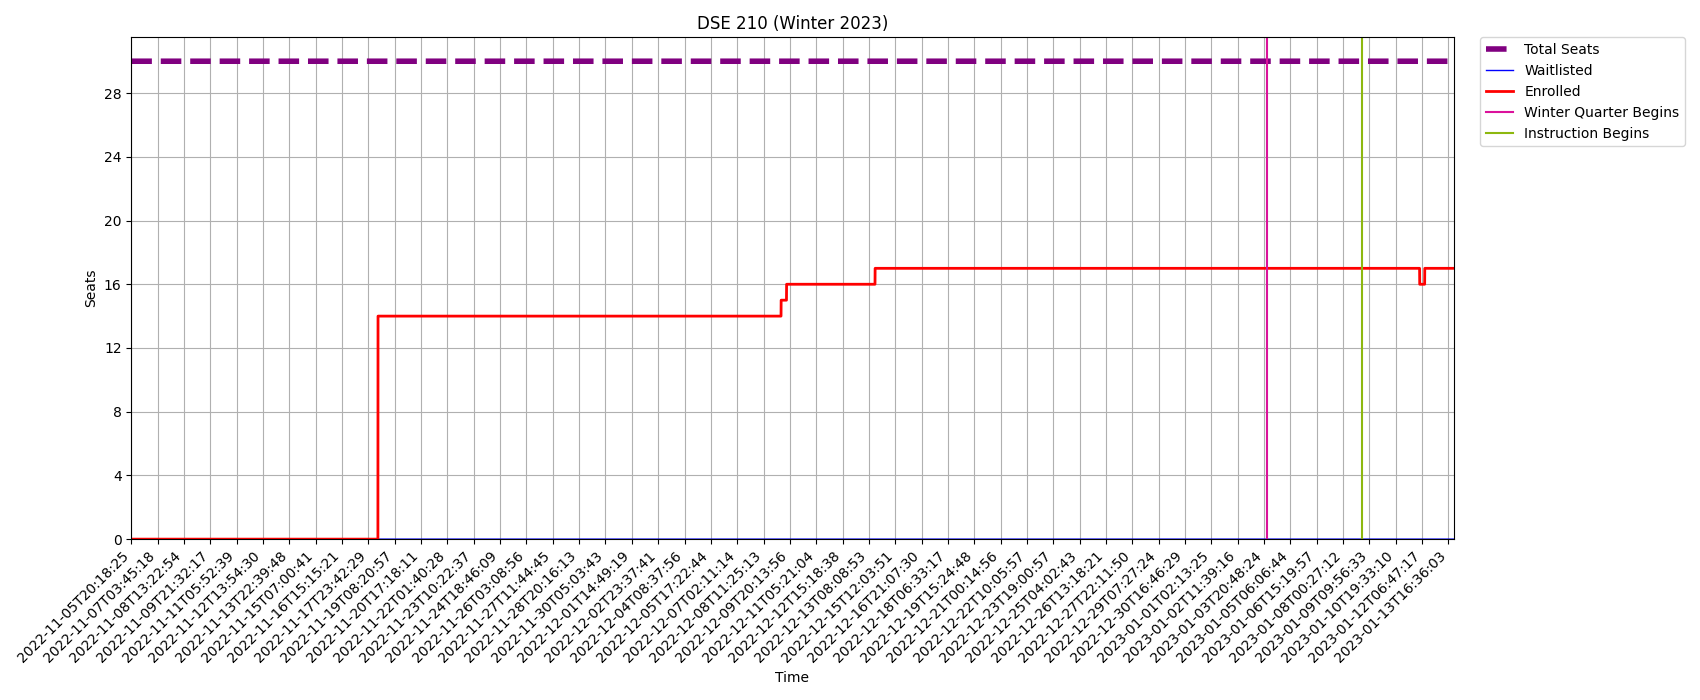 DSE 210 (Winter 2023)
Total Seats
Waitlisted
Enrolled
Winter Quarter Begins
Instruction Begins
Seats
28
24
20
16
12
8
4
0
2022-11-05T20:18:25
2022-11-07T03:45:18
2022-11-08T13:22:54
2022-11-09T21:32:17
2022-11-11T05:52:39
2022-11-12T13:54:30
2022-11-13T22:39:48
2022-11-15T07:00:41
2022-11-16T15:15:21
2022-11-17T23:42:29
2022-11-19T08:20:57
2022-11-20T17:18:11
2022-11-22T01:40:28
2022-11-23T10:22:37
2022-11-24T18:46:09
2022-11-26T03:08:56
2022-11-27T11:44:45
2022-11-28T20:16:13
2022-11-30T05:03:43
2022-12-01T14:49:19
2022-12-02T23:37:41
2022-12-04T08:37:56
2022-12-05T17:22:44
2022-12-07T02:11:14
2022-12-08T11:25:13
2022-12-09T20:13:56
2022-12-11T05:21:04
2022-12-12T15:18:38
2022-12-13T08:08:53
2022-12-15T12:03:51
2022-12-16T21:07:30
2022-12-18T06:33:17
2022-12-19T15:24:48
2022-12-21T00:14:56
2022-12-22T10:05:57
2022-12-23T19:00:57
2022-12-25T04:02:43
2022-12-26T13:18:21
2022-12-27T22:11:50
2022-12-29T07:27:24
2022-12-30T16:46:29
2023-01-01T02:13:25
2023-01-02T11:39:16
2023-01-03T20:48:24
2023-01-05T06:06:44
2023-01-06T15:19:57
2023-01-08T00:27:12
2023-01-09T09:56:33
2023-01-10T19:33:10
2023-01-12T06:47:17
2023-01-13T16:36:03
Time